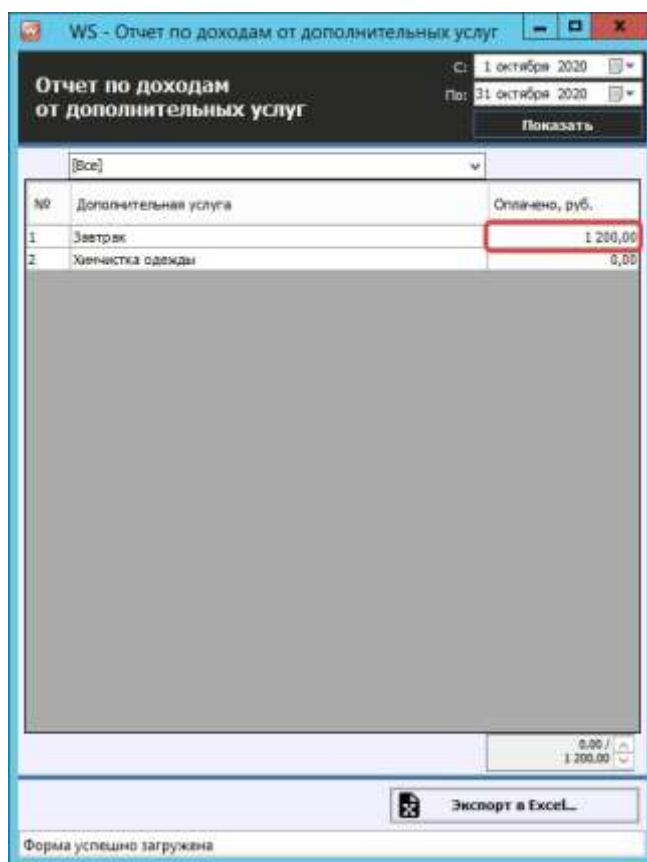 WS - Отчет по доходам от дополнительных услуг
Отчет по доходам
от дополнительных услуг
С: 1 октября 2020
По: 31 октября 2020
Показать
[Все]
№ Дополнительная услуга Оплачено, руб.
1 Завтрак 1 200,00
2 Химчистка одежды 0,00
0.00 /
1 200.00
Экспорт в Excel...
Форма успешно загружена